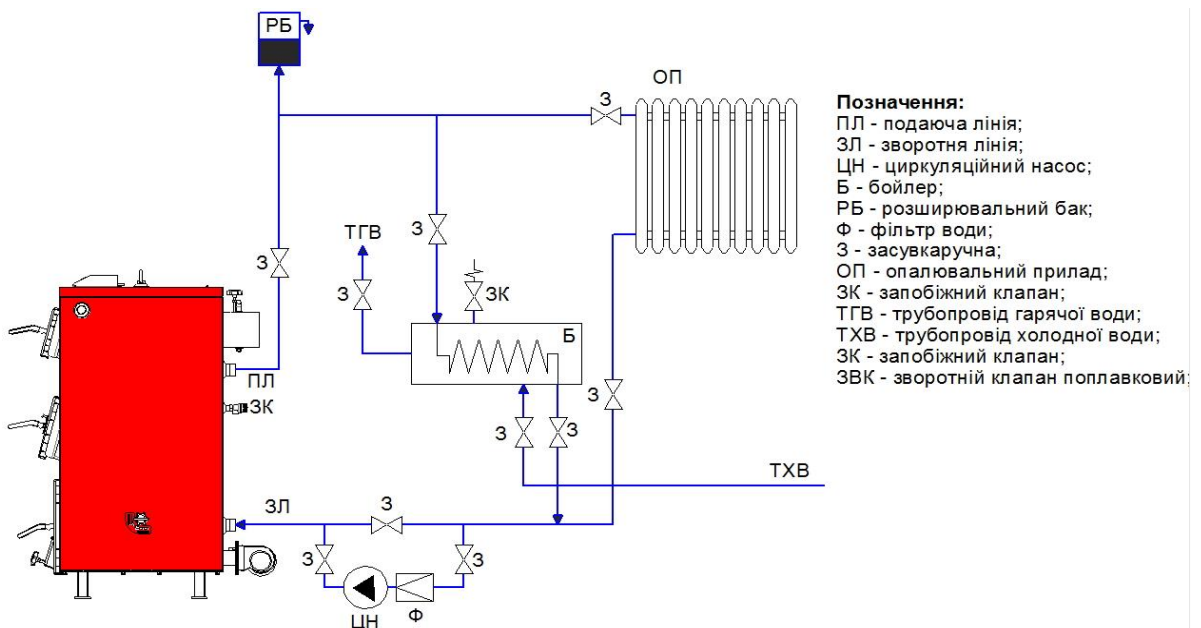 РБ
ОП
З
Позначення:
ПЛ - подаюча лінія;
ЗЛ - зворотня лінія;
ЦН - циркуляційний насос;
Б - бойлер;
РБ - розширювальний бак;
Ф - фільтр води;
З - засувкаручна;
ОП - опалювальний прилад;
ЗК - запобіжний клапан;
ТГВ - трубопровід гарячої води;
ТХВ - трубопровід холодної води;
ЗК - запобіжний клапан;
ЗВК - зворотній клапан поплавковий;
ТГВ
З
З
З
ЗК
Б
ПЛ
ЗК
З
З
З
ТХВ
ЗЛ
З
З
З
ЦН
Ф